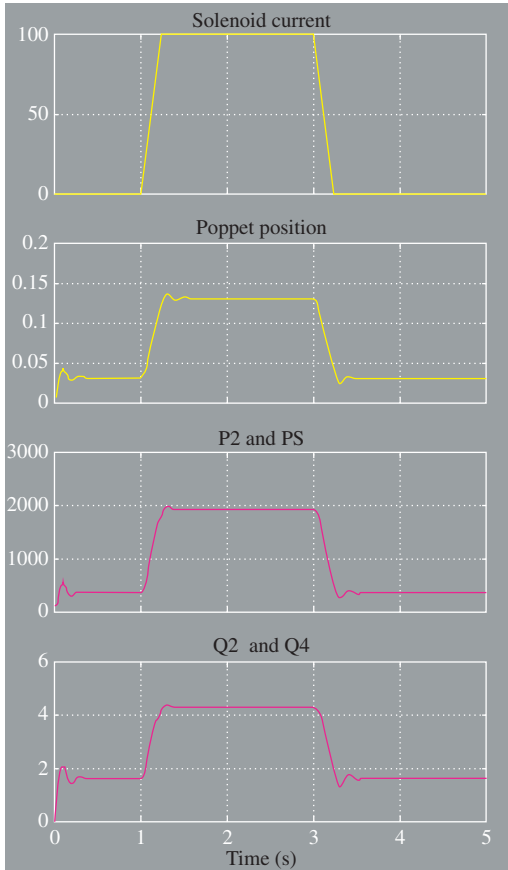 Solenoid current
100
50
0
Poppet position
0.2
0.15
0.1
0.05
0
P2 and PS
3000
2000
1000
0
Q2 and Q4
6
4
2
0
0 1 2 3 4 5
Time (s)